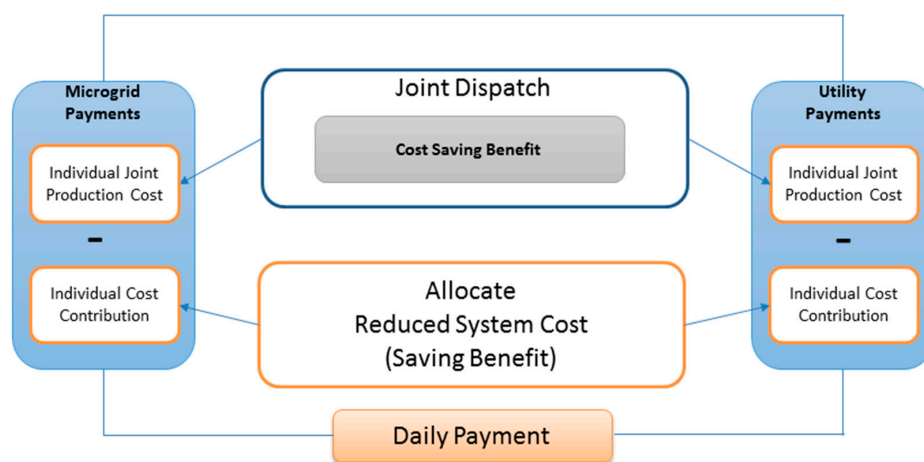 Microgrid
Payments
Individual Joint
Production Cost
-
Individual Cost
Contribution
Joint Dispatch
Cost Saving Benefit
Allocate
Reduced System Cost
(Saving Benefit)
Daily Payment
Utility
Payments
Individual Joint
Production Cost
-
Individual Cost
Contribution